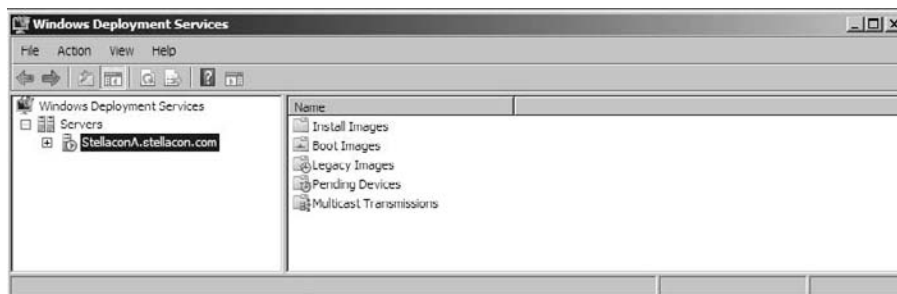 Windows Deployment Services
File Action View Help
Windows Deployment Services
Servers
StellaconA.stellacon.com
Name
Install Images
Boot Images
Legacy Images
Pending Devices
Multicast Transmissions